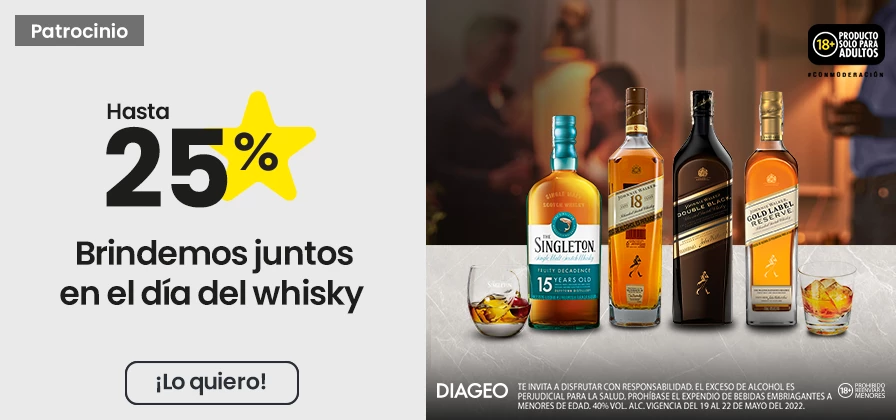 Patrocinio
Hasta
25%
Brindemos juntos
en el día del whisky
¡Lo quiero!
18+
PRODUCTO
SOLO PARA
ADULTOS
#CONMODERACIÓN
THE
SINGLETON
Single Malt Scotch Whisky
FRUITY DECADENCE
15 YEARS OLD
JOHNNIE WALKER
18
JOHNNIE WALKER
DOUBLE BLACK
JOHNNIE WALKER
GOLD LABEL
RESERVE
DIAGEO
TE INVITA A DISFRUTAR CON RESPONSABILIDAD. EL EXCESO DE ALCOHOL ES
PERJUDICIAL PARA LA SALUD. PROHÍBASE EL EXPENDIO DE BEBIDAS EMBRIAGANTES A
MENORES DE EDAD. 40% VOL. ALC. VIGENCIA DEL 19 AL 22 DE MAYO DEL 2022.
18+
PROHIBIDO
REENVIAR A
MENORES